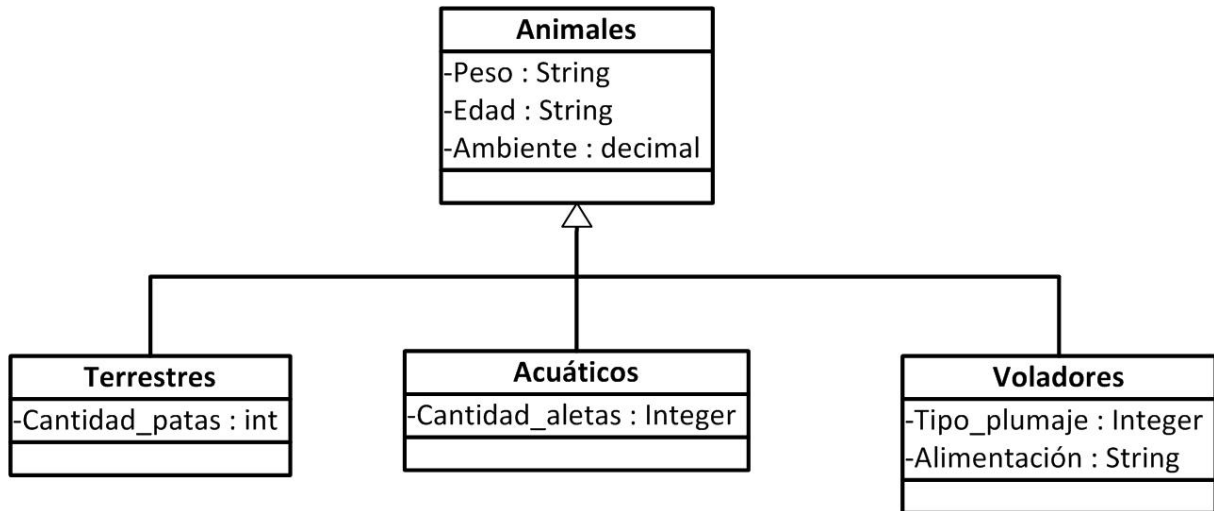 Animales
-Peso : String
-Edad : String
-Ambiente : decimal
Terrestres
-Cantidad_patas : int
Acuáticos
-Cantidad_aletas : Integer
Voladores
-Tipo_plumaje : Integer
-Alimentación : String